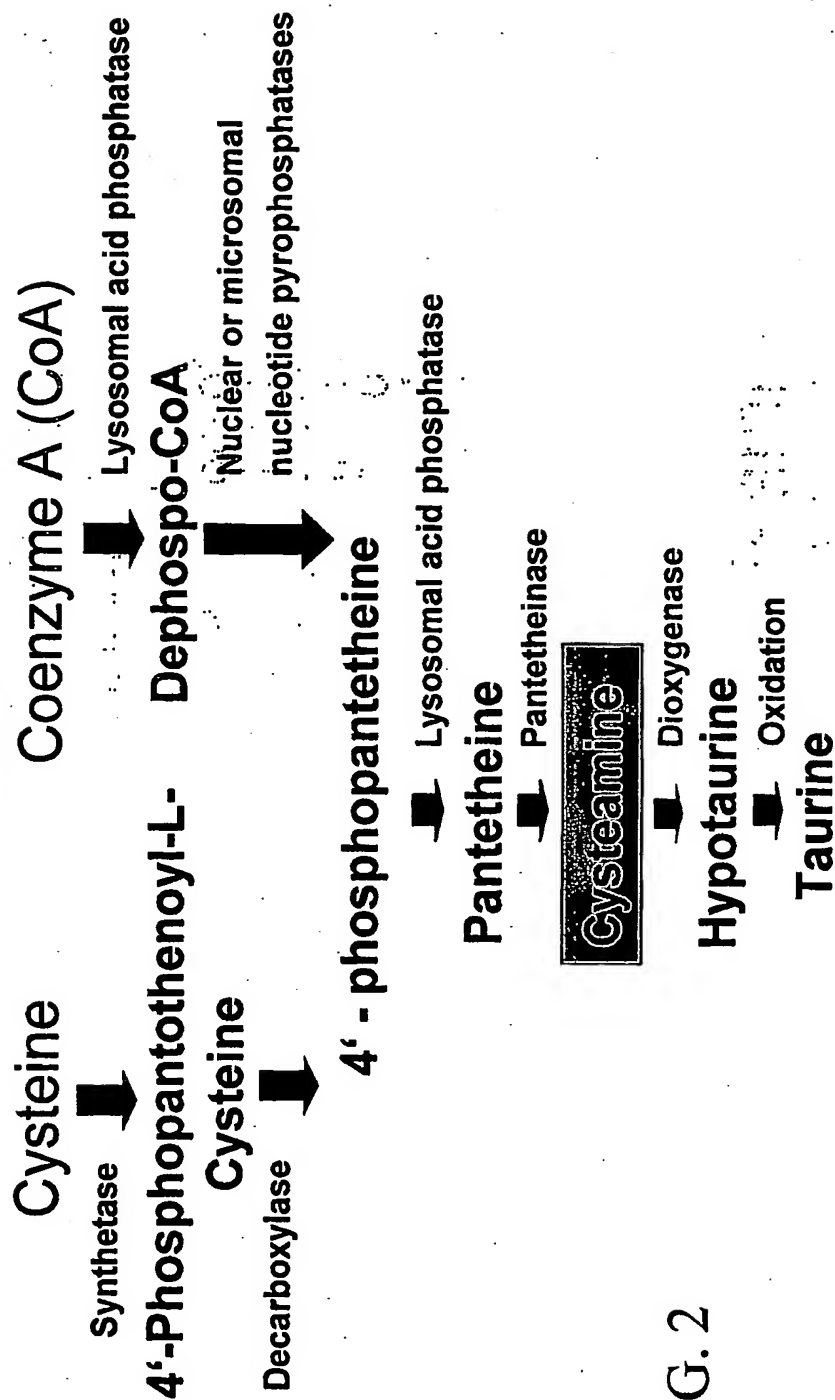 Cysteine
Synthetase
4‘-Phosphopantothenoyl-L-
Cysteine
Decarboxylase
Coenzyme A (CoA)
Lysosomal acid phosphatase
Dephospo-CoA
Nuclear or microsomal
nucleotide pyrophosphatases
4‘ - phosphopantetheine
Lysosomal acid phosphatase
Pantetheine
Pantetheinase
Cysteamine
Dioxygenase
Hypotaurine
Oxidation
Taurine
G. 2